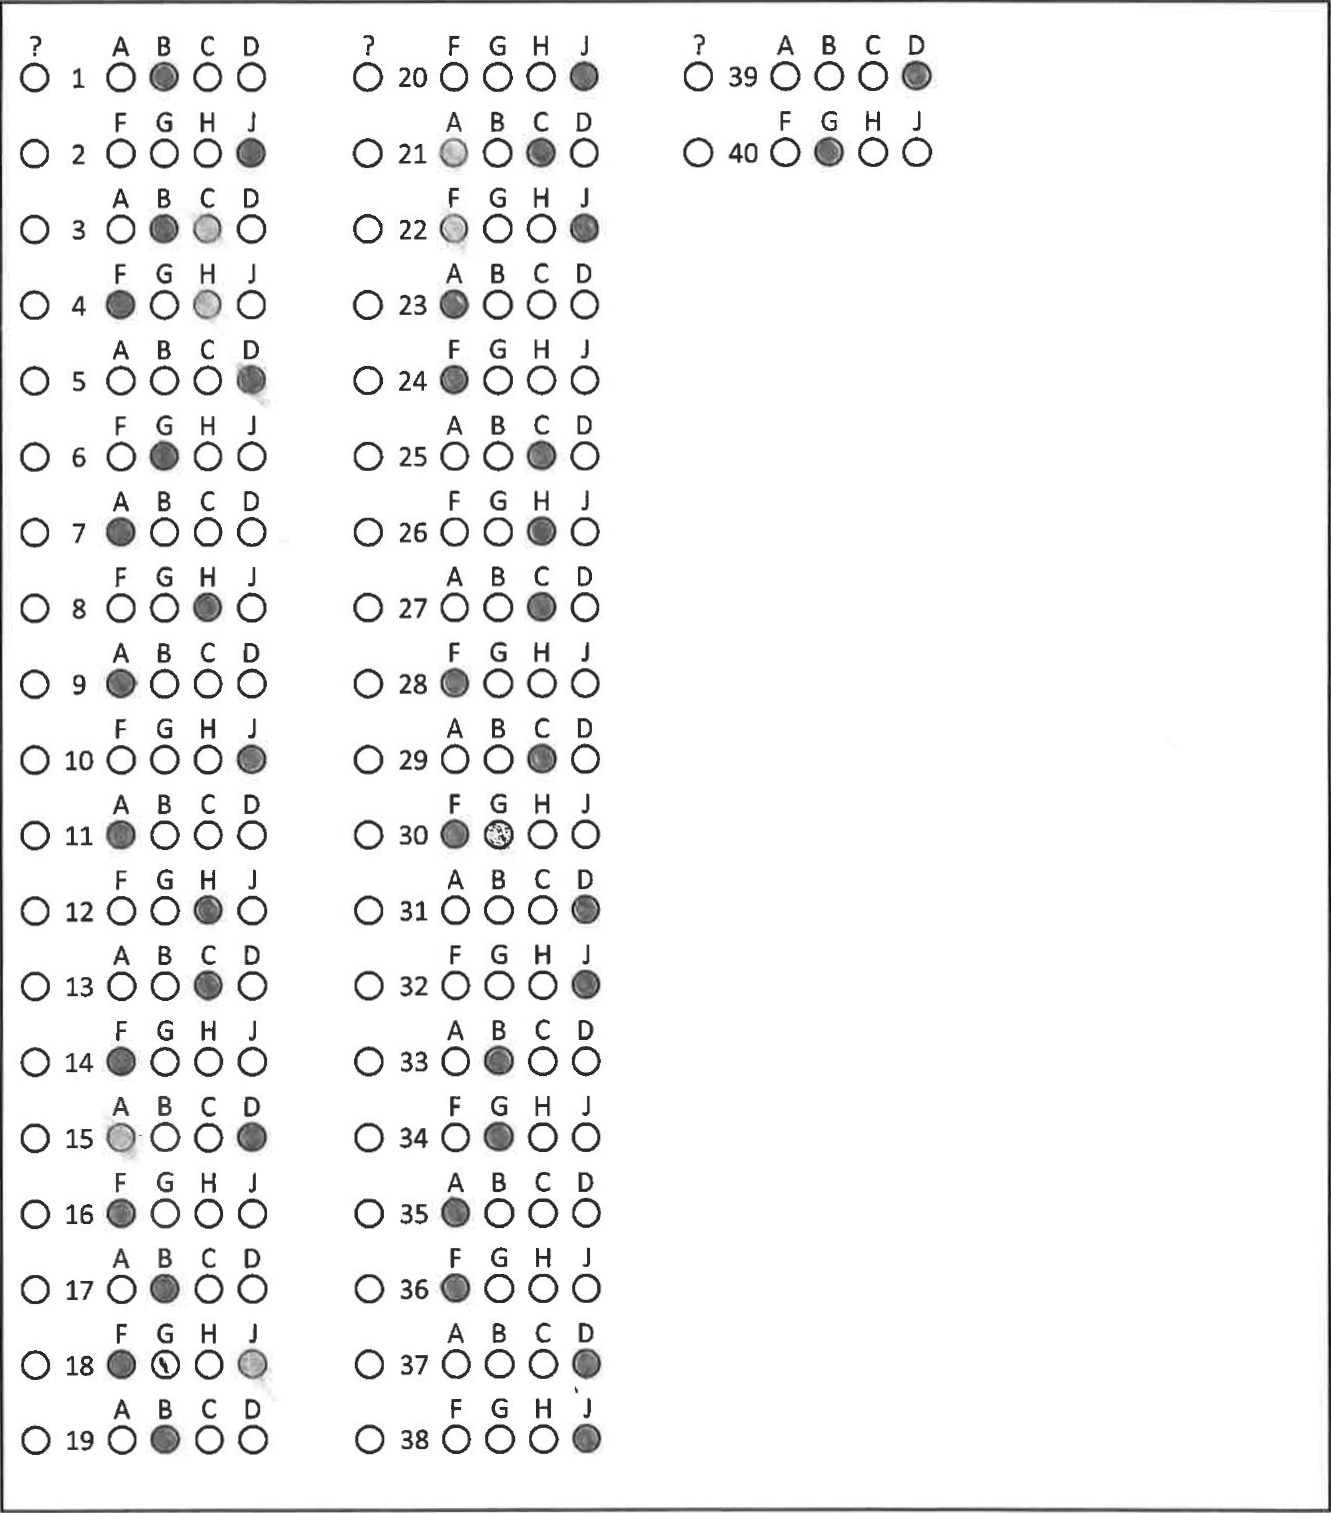 ? A B C D
1
F G H J
2
A B C D
3
F G H J
4
A B C D
5
F G H J
6
A B C D
7
F G H J
8
A B C D
9
F G H J
10
A B C D
11
F G H J
12
A B C D
13
F G H J
14
A B C D
15
F G H J
16
A B C D
17
F G H J
18
A B C D
19
? F G H J
20
A B C D
21
F G H J
22
A B C D
23
F G H J
24
A B C D
25
F G H J
26
A B C D
27
F G H J
28
A B C D
29
F G H J
30
A B C D
31
F G H J
32
A B C D
33
F G H J
34
A B C D
35
F G H J
36
A B C D
37
F G H J
38
? A B C D
39
F G H J
40